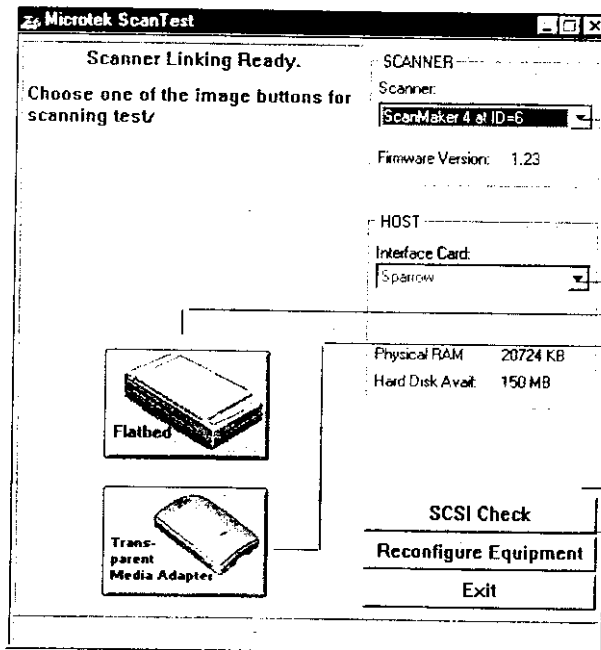 Microtek ScanTest
Scanner Linking Ready.
Choose one of the image buttons for
scanning test/
SCANNER
Scanner:
ScanMaker 4 at ID=6
Firmware Version: 1.23
HOST
Interface Card:
Sparrow
Physical RAM 20724 KB
Hard Disk Avail: 150 MB
Flatbed
Trans-
parent
Media Adapter
SCSI Check
Reconfigure Equipment
Exit